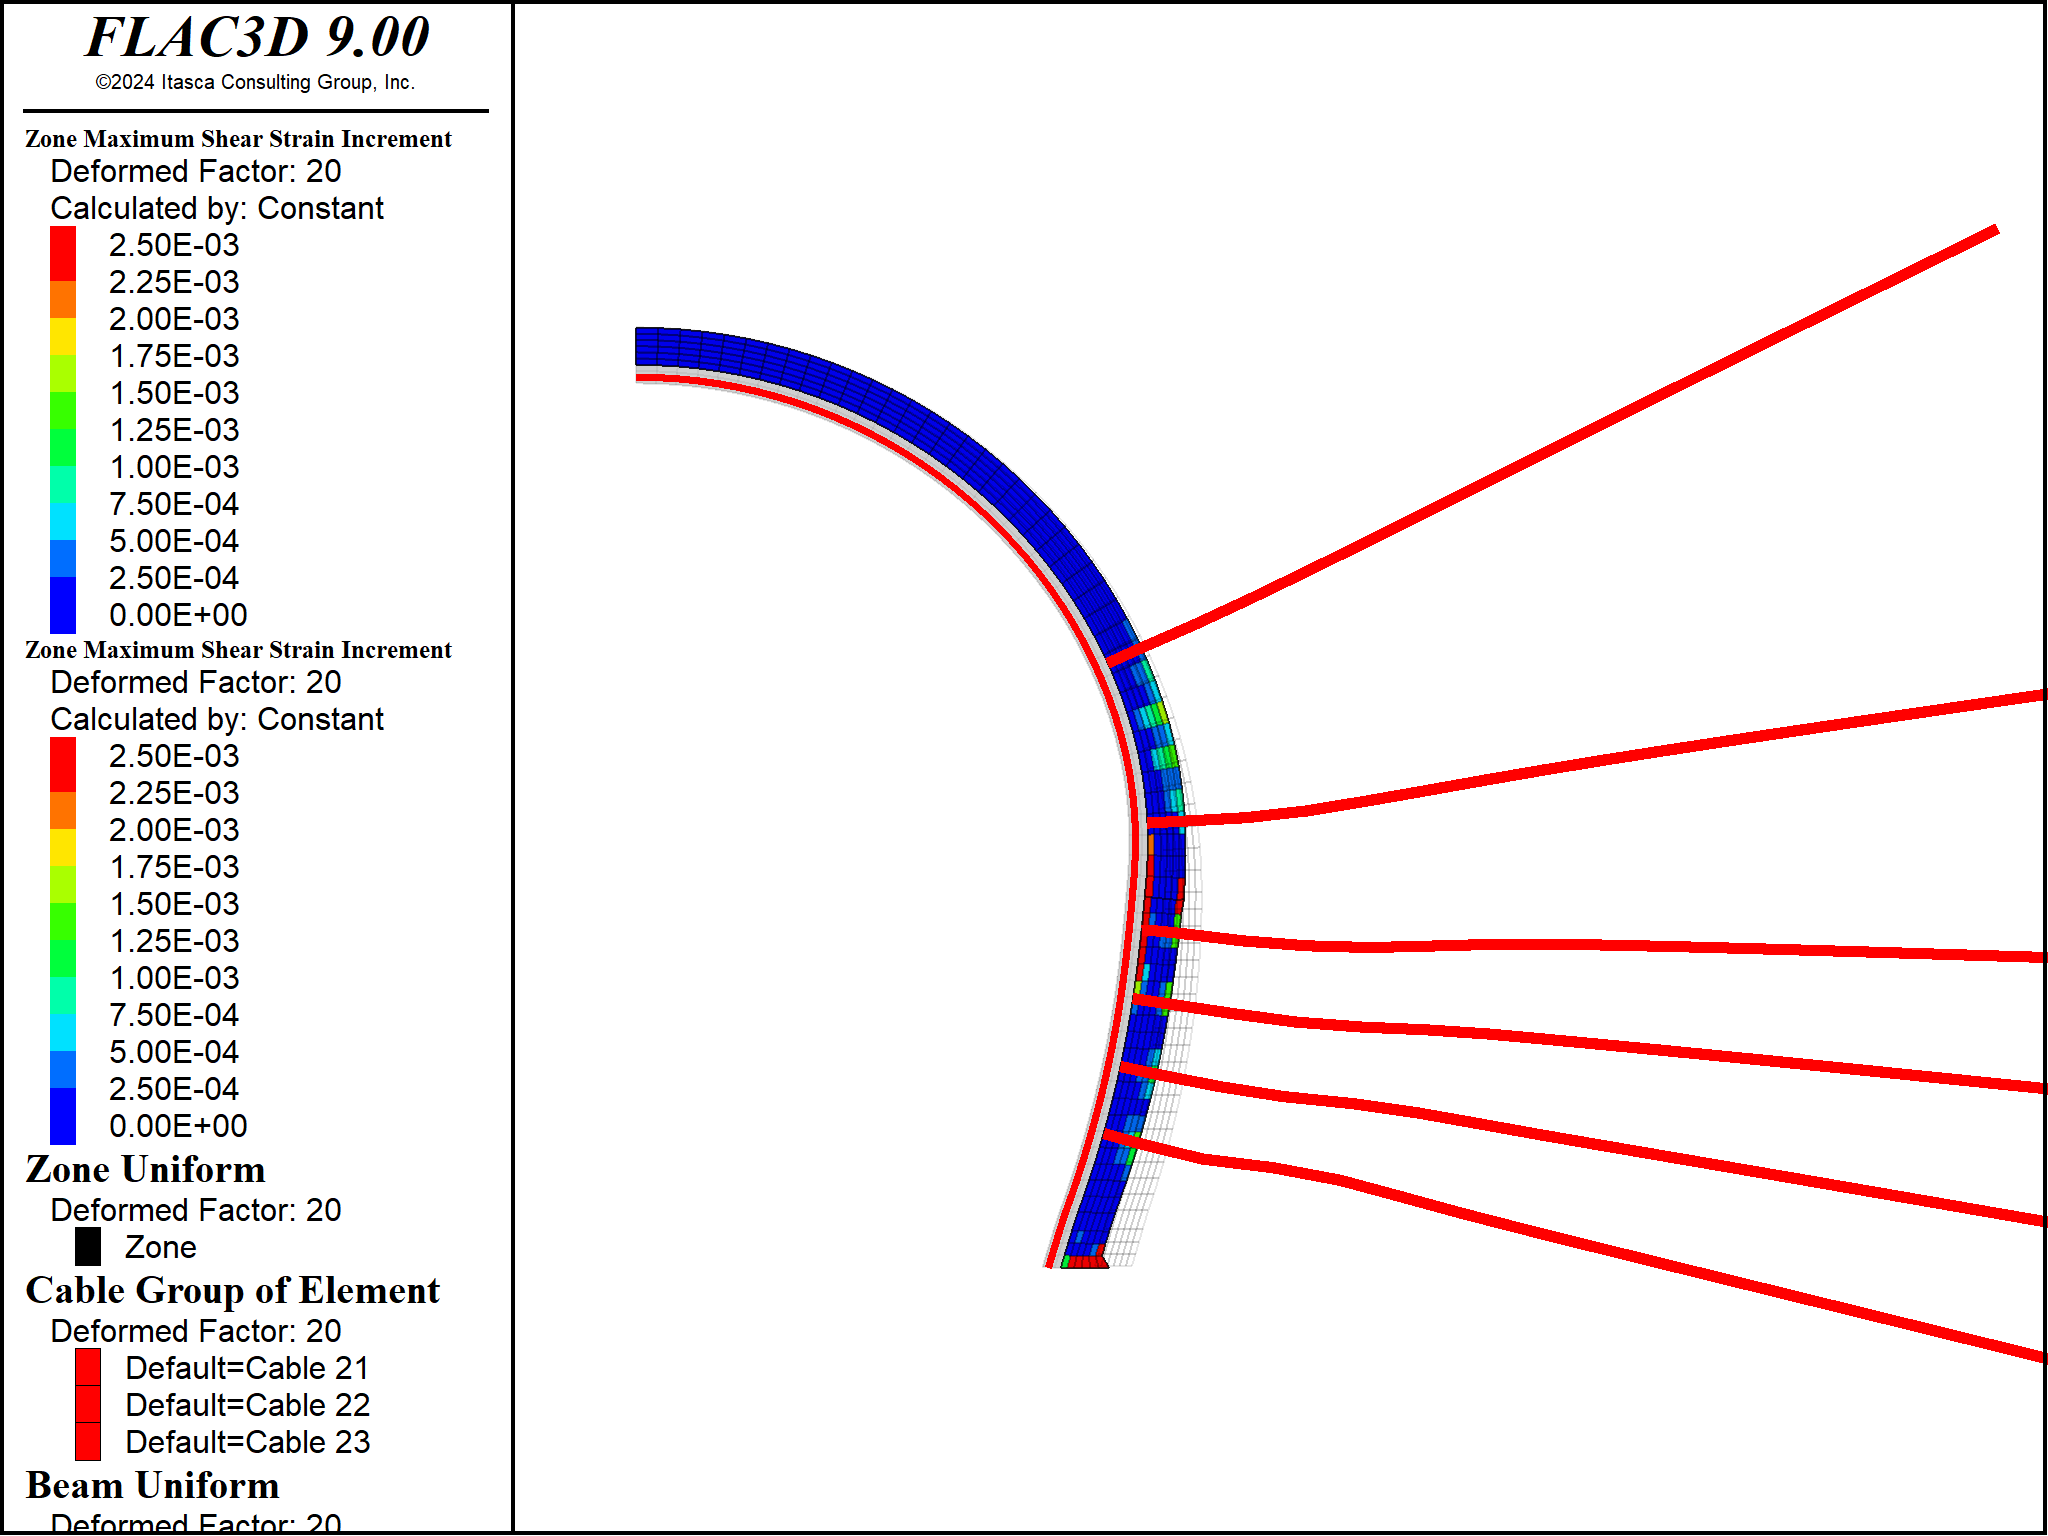 FLAC3D 9.00
©2024 Itasca Consulting Group, Inc.
Zone Maximum Shear Strain Increment
Deformed Factor: 20
Calculated by: Constant
2.50E-03
2.25E-03
2.00E-03
1.75E-03
1.50E-03
1.25E-03
1.00E-03
7.50E-04
5.00E-04
2.50E-04
0.00E+00
Zone Maximum Shear Strain Increment
Deformed Factor: 20
Calculated by: Constant
2.50E-03
2.25E-03
2.00E-03
1.75E-03
1.50E-03
1.25E-03
1.00E-03
7.50E-04
5.00E-04
2.50E-04
0.00E+00
Zone Uniform
Deformed Factor: 20
Zone
Cable Group of Element
Deformed Factor: 20
Default=Cable 21
Default=Cable 22
Default=Cable 23
Beam Uniform
Deformed Factor: 20